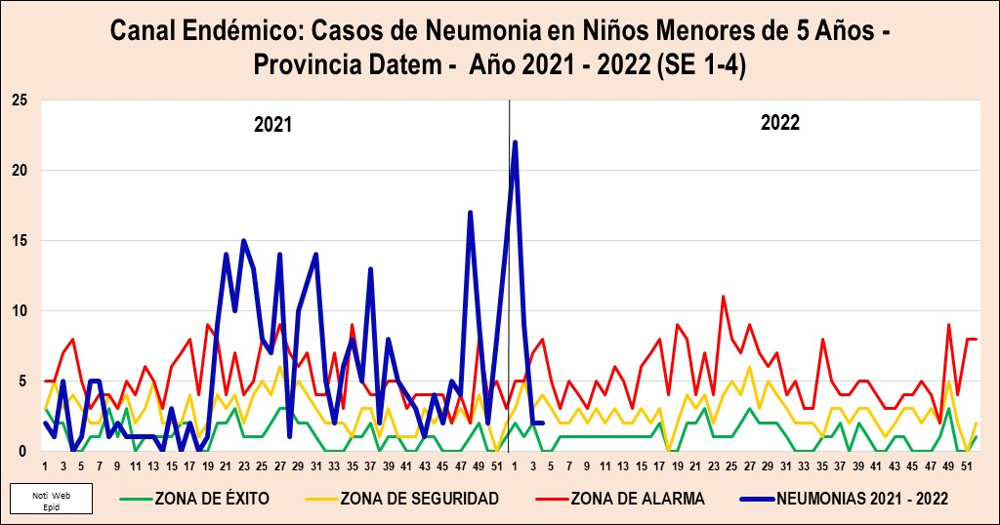 Canal Endémico: Casos de Neumonia en Niños Menores de 5 Años -
Provincia Datem -  Año 2021 - 2022 (SE 1-4)
25
20
15
10
5
0
2021
2022
1 3 5 7 9 11 13 15 17 19 21 23 25 27 29 31 33 35 37 39 41 43 45 47 49 51 1 3 5 7 9 11 13 15 17 19 21 23 25 27 29 31 33 35 37 39 41 43 45 47 49 51
Noti Web
Epid
ZONA DE ÉXITO ZONA DE SEGURIDAD ZONA DE ALARMA NEUMONIAS 2021 - 2022